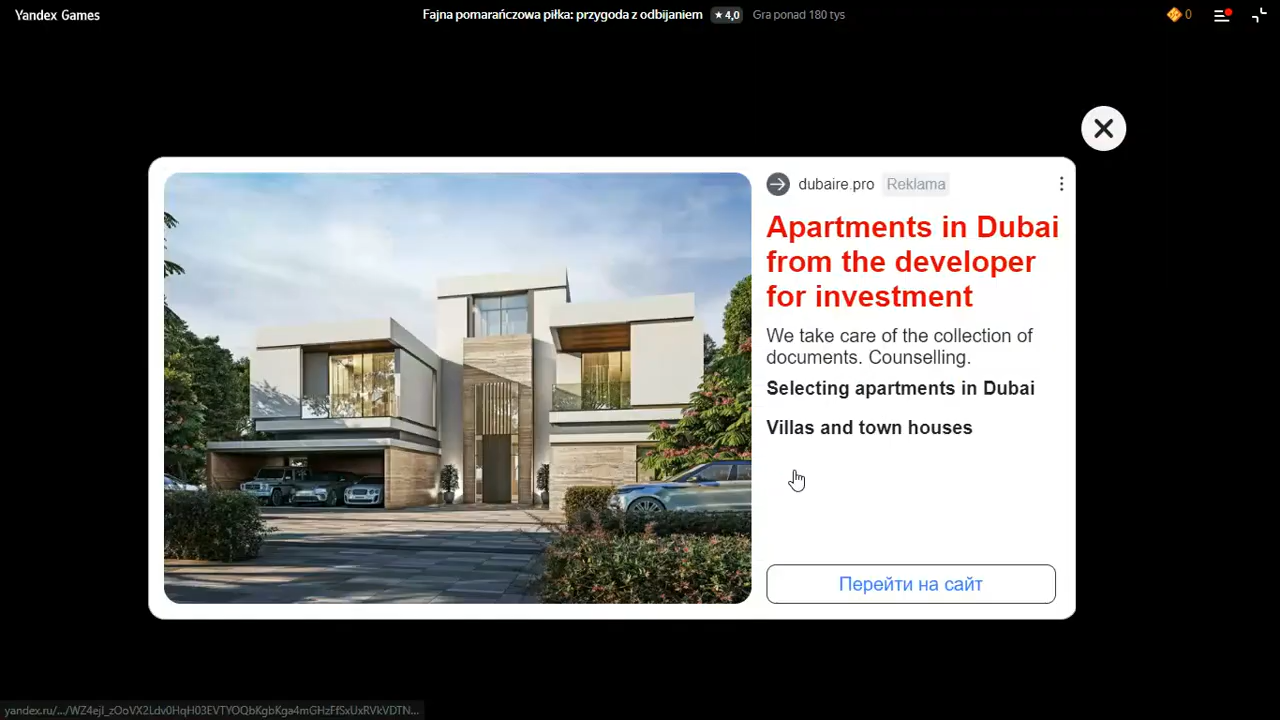 Yandex Games
Fajna pomarańczowa piłka: przygoda z odbijaniem ★ 4,0 Gra ponad 180 tys
0
dubaire.pro Reklama
Apartments in Dubai
from the developer
for investment
We take care of the collection of
documents. Counselling.
Selecting apartments in Dubai
Villas and town houses
Перейти на сайт